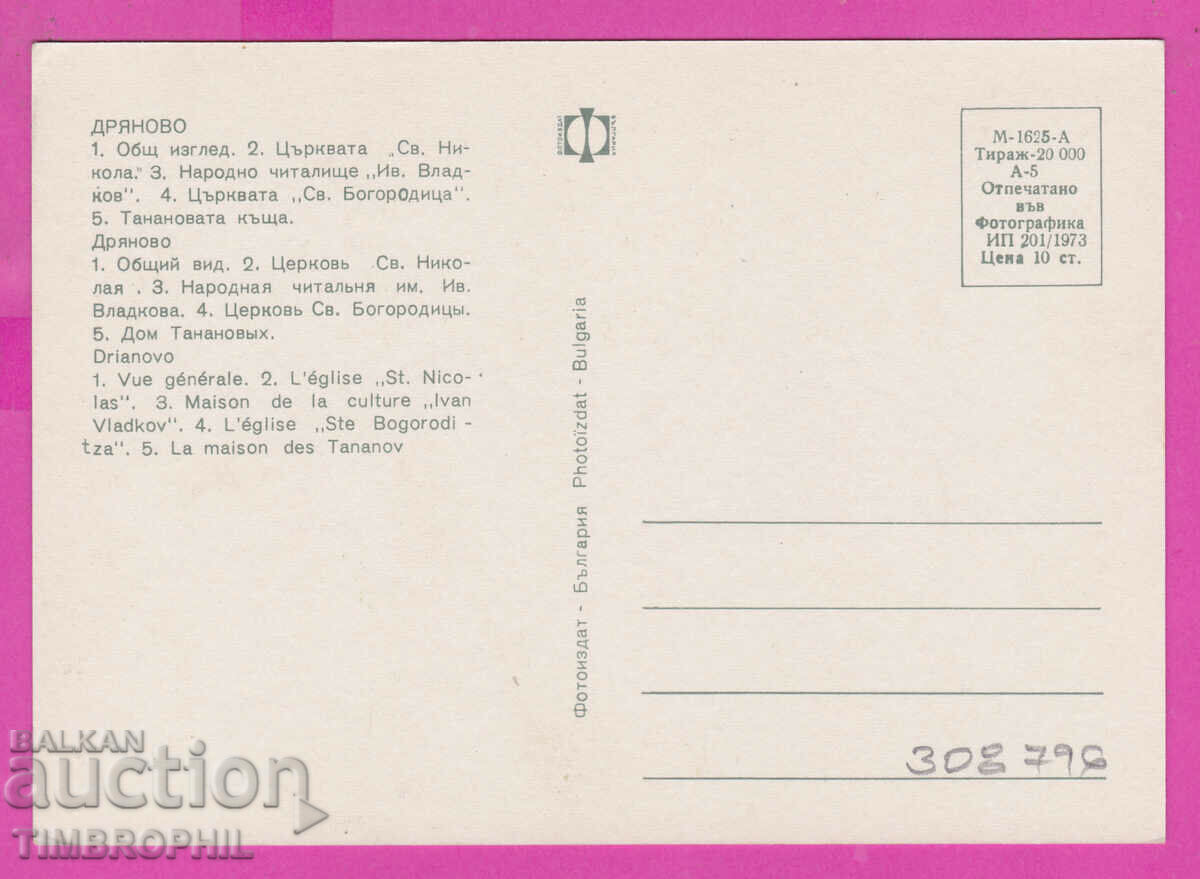 ДРЯНОВО
1. Общ изглед. 2. Църквата „Св. Ни-
кола." 3. Народно читалище „Ив. Влад-
ков". 4. Църквата „Св. Богородица".
5. Танановата къща.
Дряново
1. Общий вид. 2. Церковь Св. Нико-
лая . 3. Народная читальня им. Ив.
Владкова. 4. Церковь Св. Богородицы.
5. Дом Танановых.
Drianovo
1. Vue générale. 2. L'église „St. Nico-
las". 3. Maison de la culture „Ivan
Vladkov". 4. L'église „Ste Bogorodi -
tza". 5. La maison des Tananov
Фотоиздат - България Photoïzdat - Bulgaria
М-1625-А
Тираж-20 000
А-5
Отпечатано
във
Фотографика
ИП 201/1973
Цена 10 ст.
308796
BALKAN
auction
TIMBROPHIL